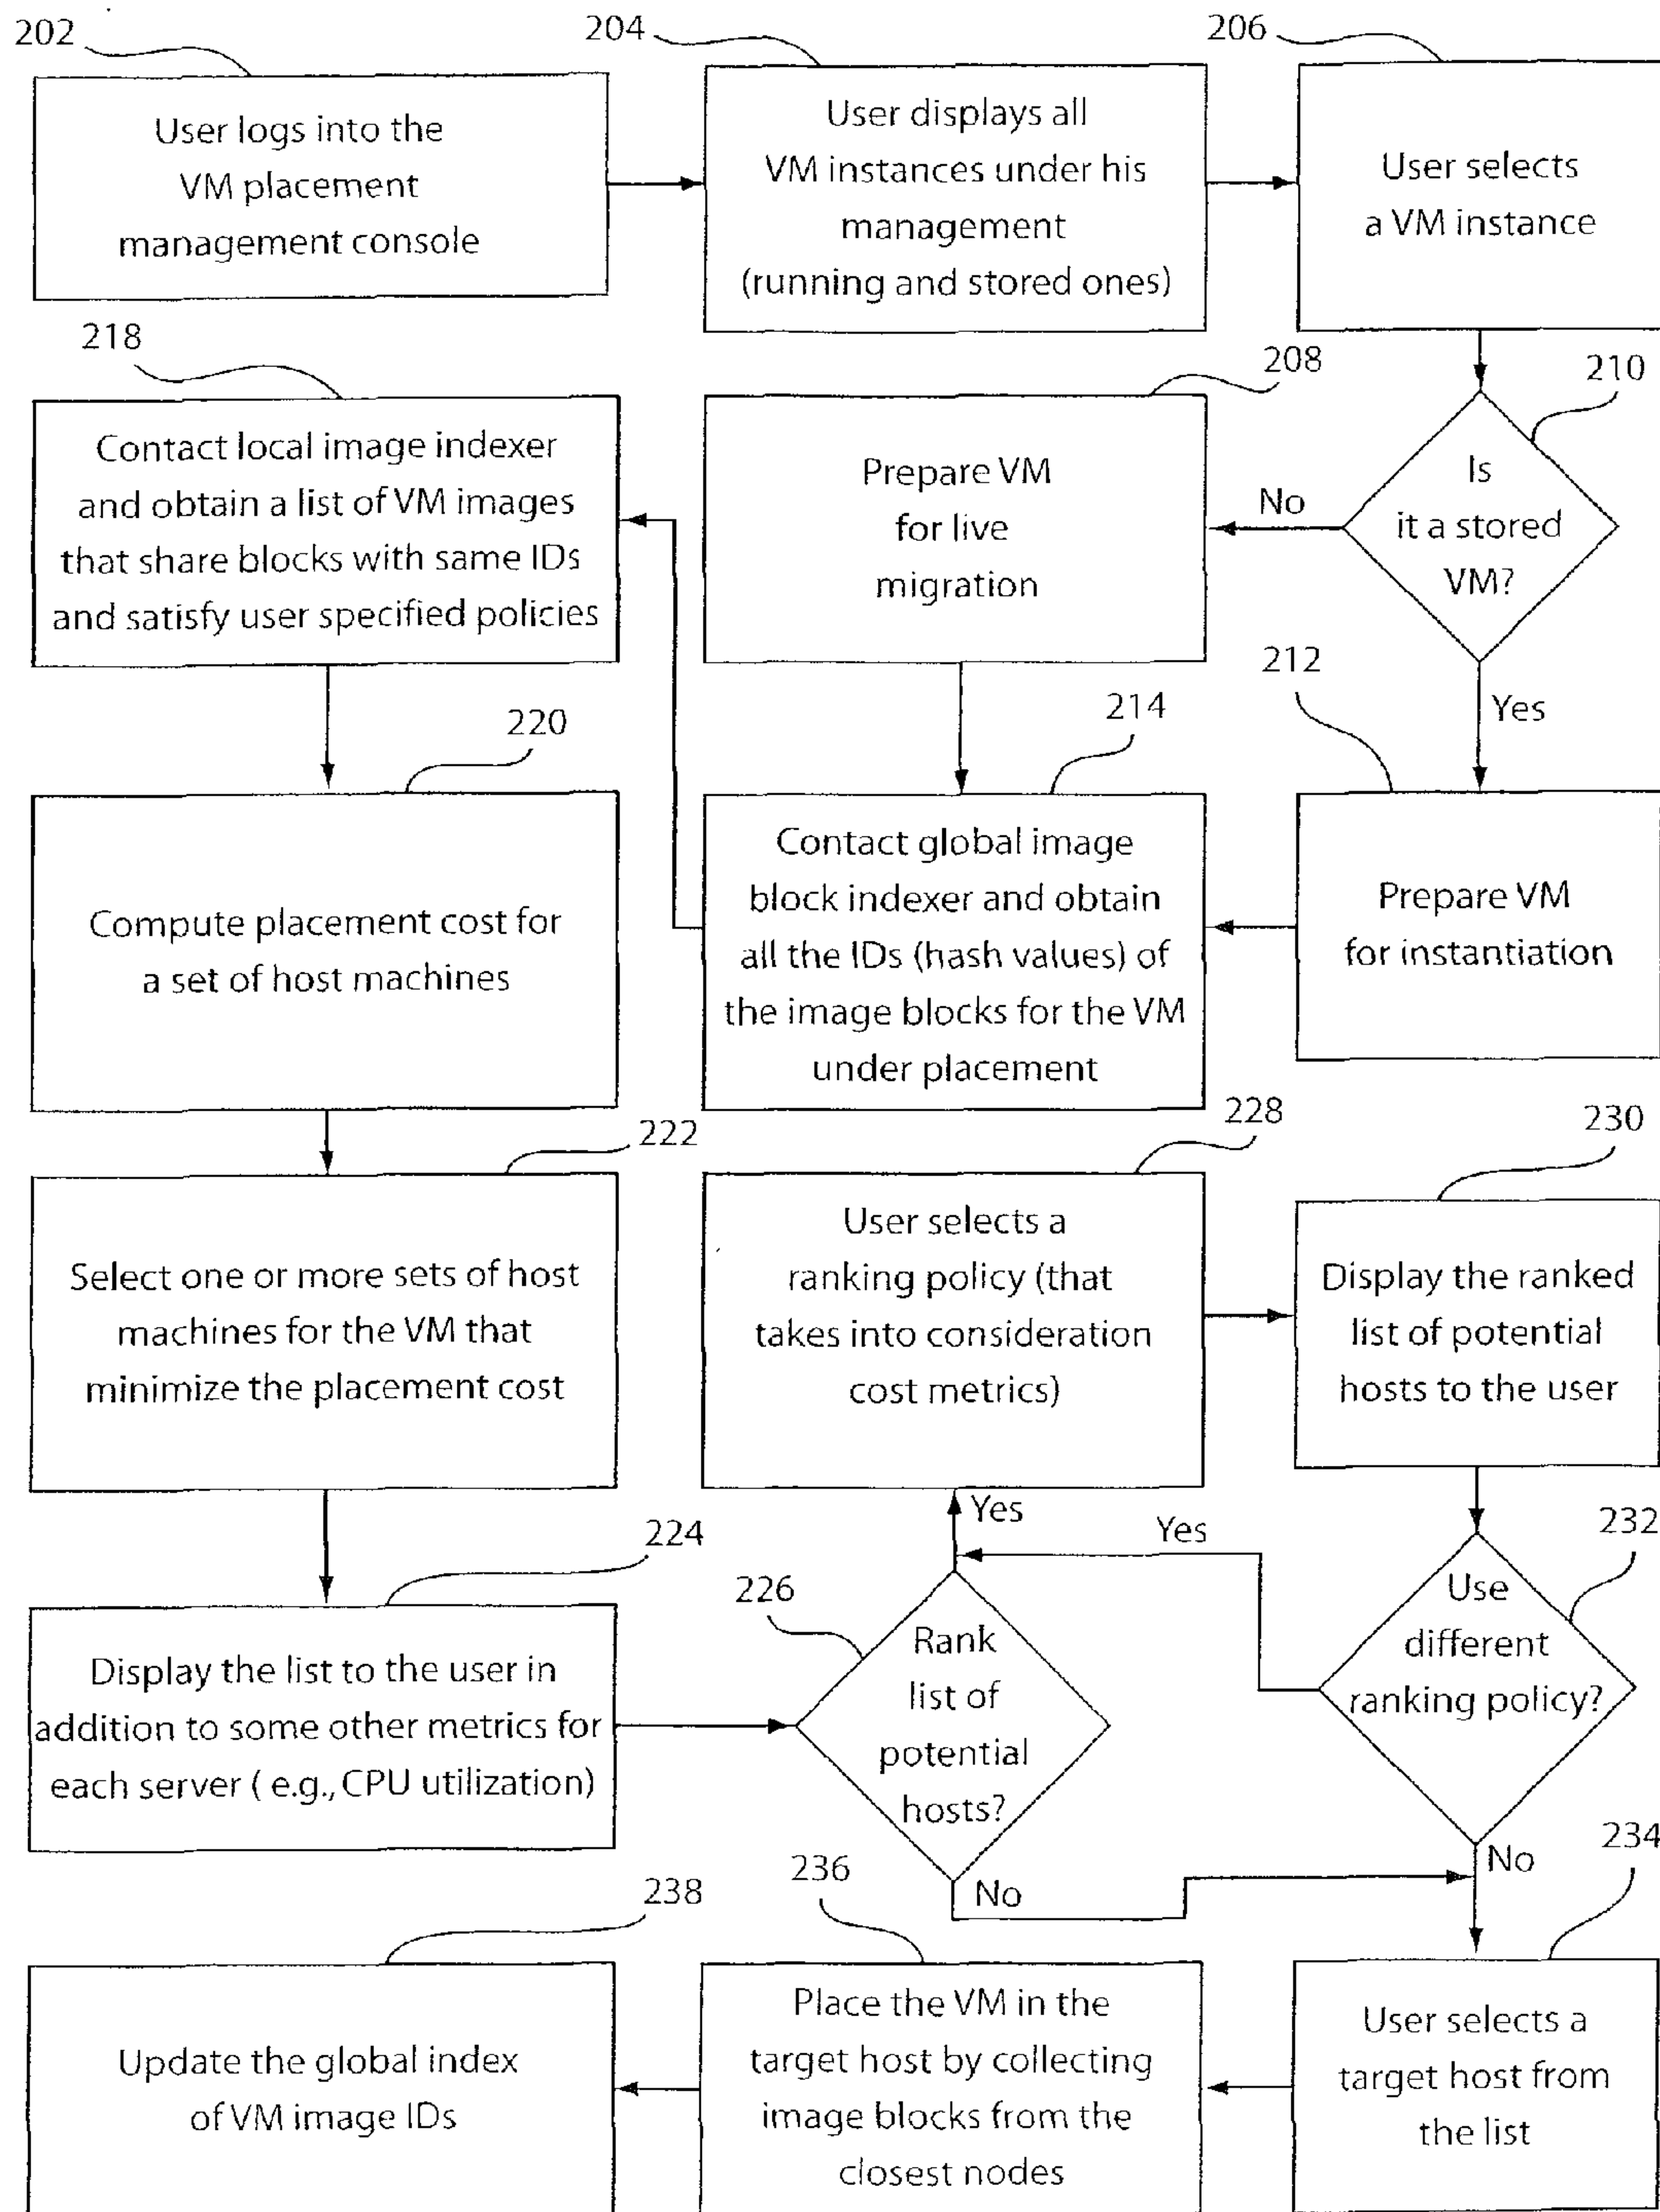 202
204
206
User logs into the
VM placement
management console
User displays all
VM instances under his
management
(running and stored ones)
User selects
a VM instance
218
208
210
Contact local image indexer
and obtain a list of VM images
that share blocks with same IDs
and satisfy user specified policies
Prepare VM
for live
migration
No
Is
it a stored
VM?
212
Yes
220
214
Compute placement cost for
a set of host machines
Contact global image
block indexer and obtain
all the IDs (hash values) of
the image blocks for the VM
under placement
Prepare VM
for instantiation
222
228
230
Select one or more sets of host
machines for the VM that
minimize the placement cost
User selects a
ranking policy (that
takes into consideration
cost metrics)
Display the ranked
list of potential
hosts to the user
Yes
Yes
224
226
232
Display the list to the user in
addition to some other metrics for
each server ( e.g., CPU utilization)
Rank
list of
potential
hosts?
Use
different
ranking policy?
No
No
234
236
238
Update the global index
of VM image IDs
Place the VM in the
target host by collecting
image blocks from the
closest nodes
User selects a
target host from
the list